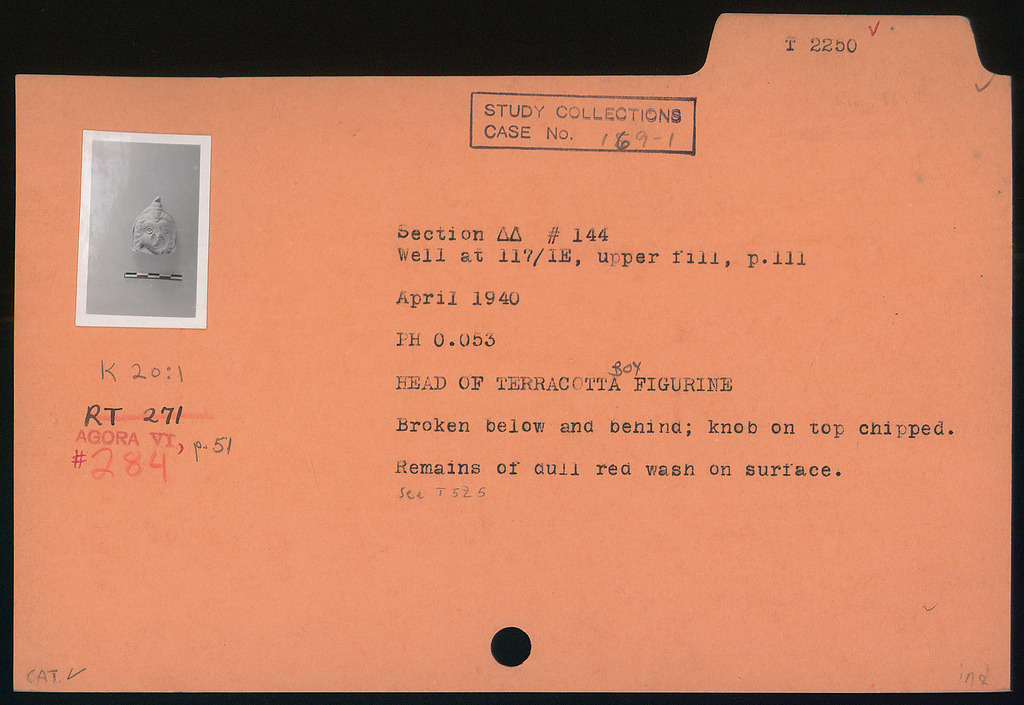 T 2250
STUDY COLLECTIONS
CASE No. 169-1
Section ΔΔ # 144
Well at 117/IE, upper fill, p.111
April 1940
PH 0.053
HEAD OF TERRACOTTA BOY FIGURINE
Broken below and behind; knob on top chipped.
Remains of dull red wash on surface.
See T 525
K 20:1
RT 271
AGORA VI, p. 51
# 284
CAT. ✓